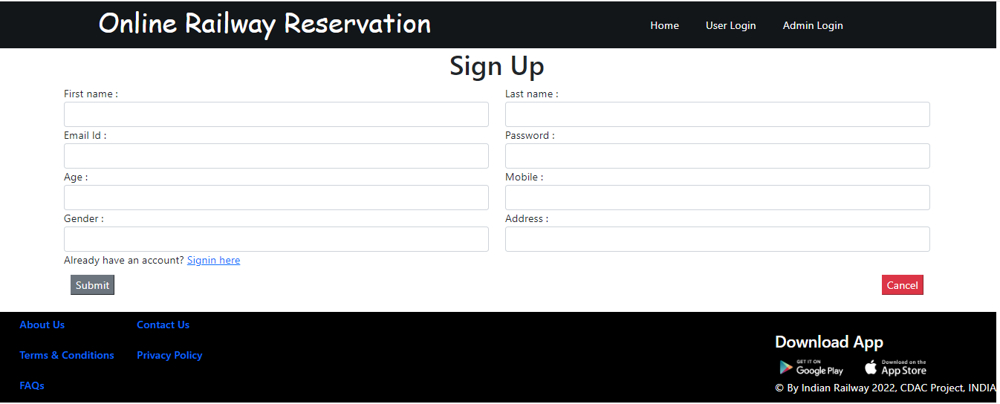 Online Railway Reservation
Home User Login Admin Login
Sign Up
First name : Last name :
Email Id : Password :
Age : Mobile :
Gender : Address :
Already have an account? Signin here
Submit Cancel
About Us Contact Us
Terms & Conditions Privacy Policy
FAQs
Download App
GET IT ON Google Play Download on the App Store
© By Indian Railway 2022, CDAC Project, INDIA